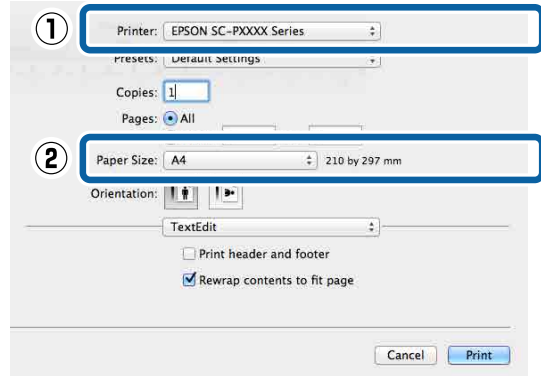 1
Printer: EPSON SC-PXXXX Series
Presets: Default Settings
Copies: 1
Pages: All
2
Paper Size: A4 210 by 297 mm
Orientation:
TextEdit
Print header and footer
Rewrap contents to fit page
Cancel Print